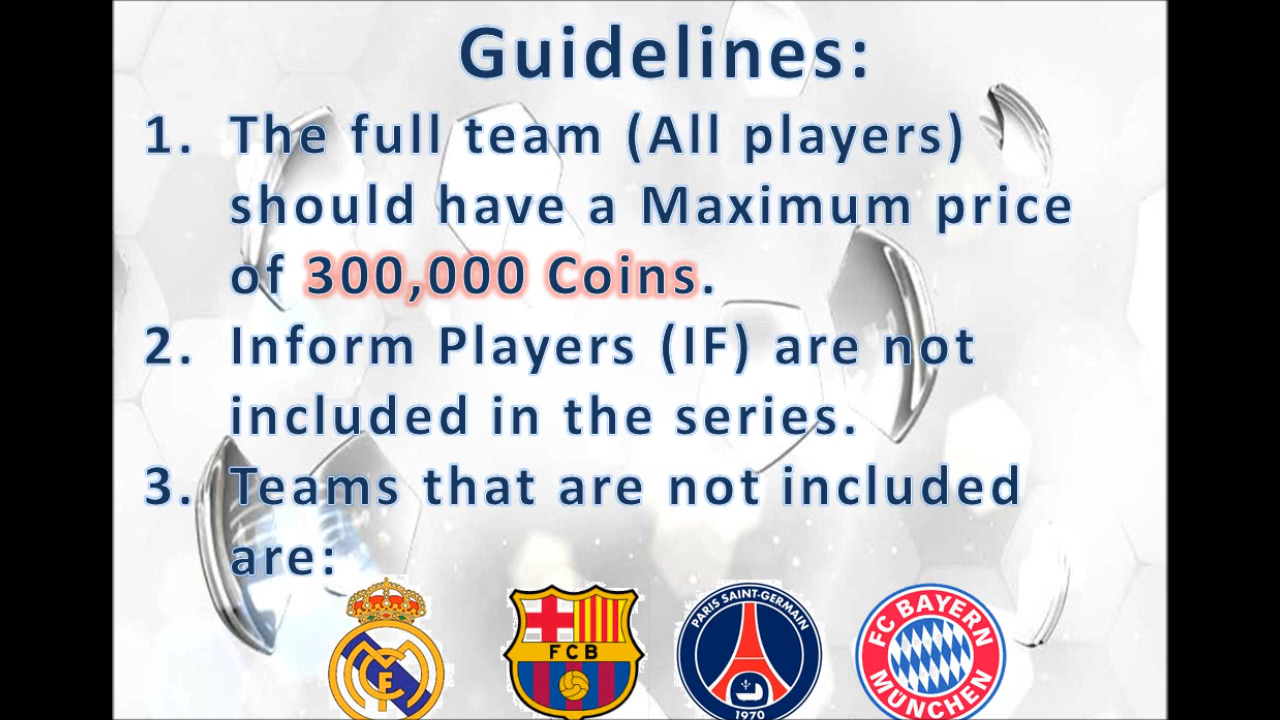 Guidelines:
1. The full team (All players)
should have a Maximum price
of 300,000 Coins.
2. Inform Players (IF) are not
included in the series.
3. Teams that are not included
are:
FCB
PARIS SAINT-GERMAIN
1970
FC BAYERN
MÜNCHEN